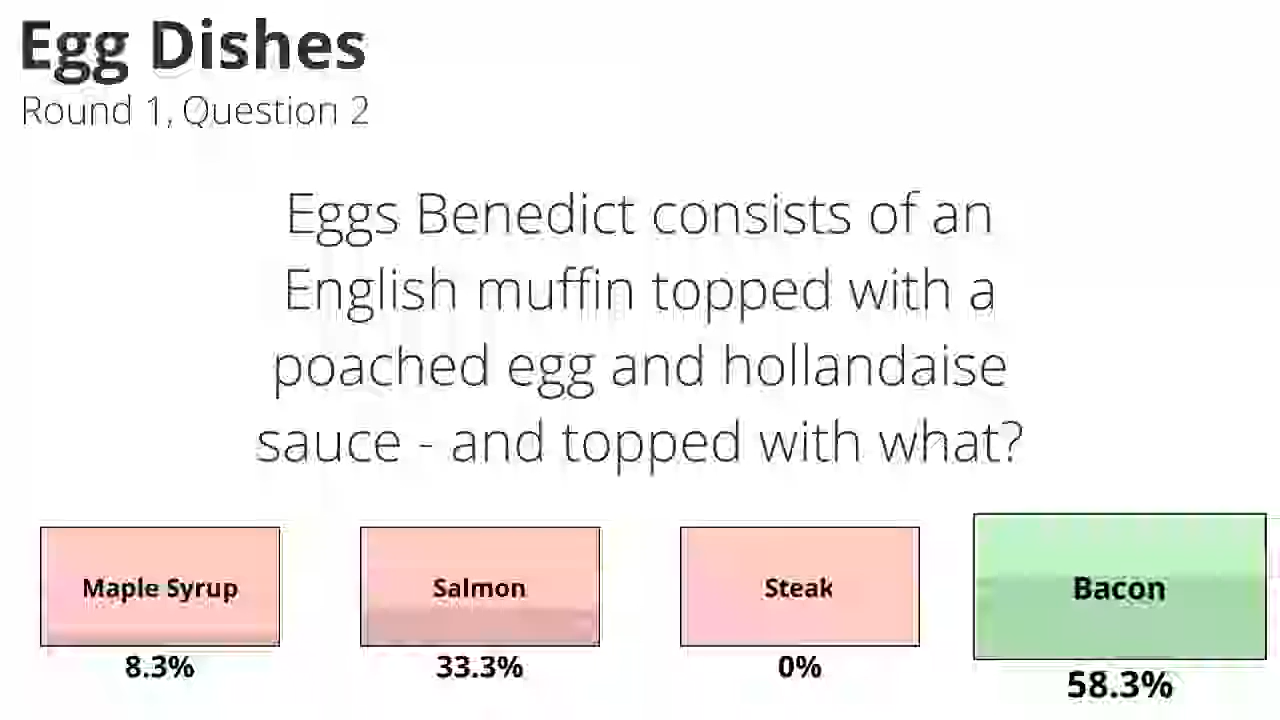 Egg Dishes
Round 1, Question 2
Eggs Benedict consists of an
English muffin topped with a
poached egg and hollandaise
sauce - and topped with what?
Maple Syrup
Salmon
Steak
Bacon
8.3%
33.3%
0%
58.3%